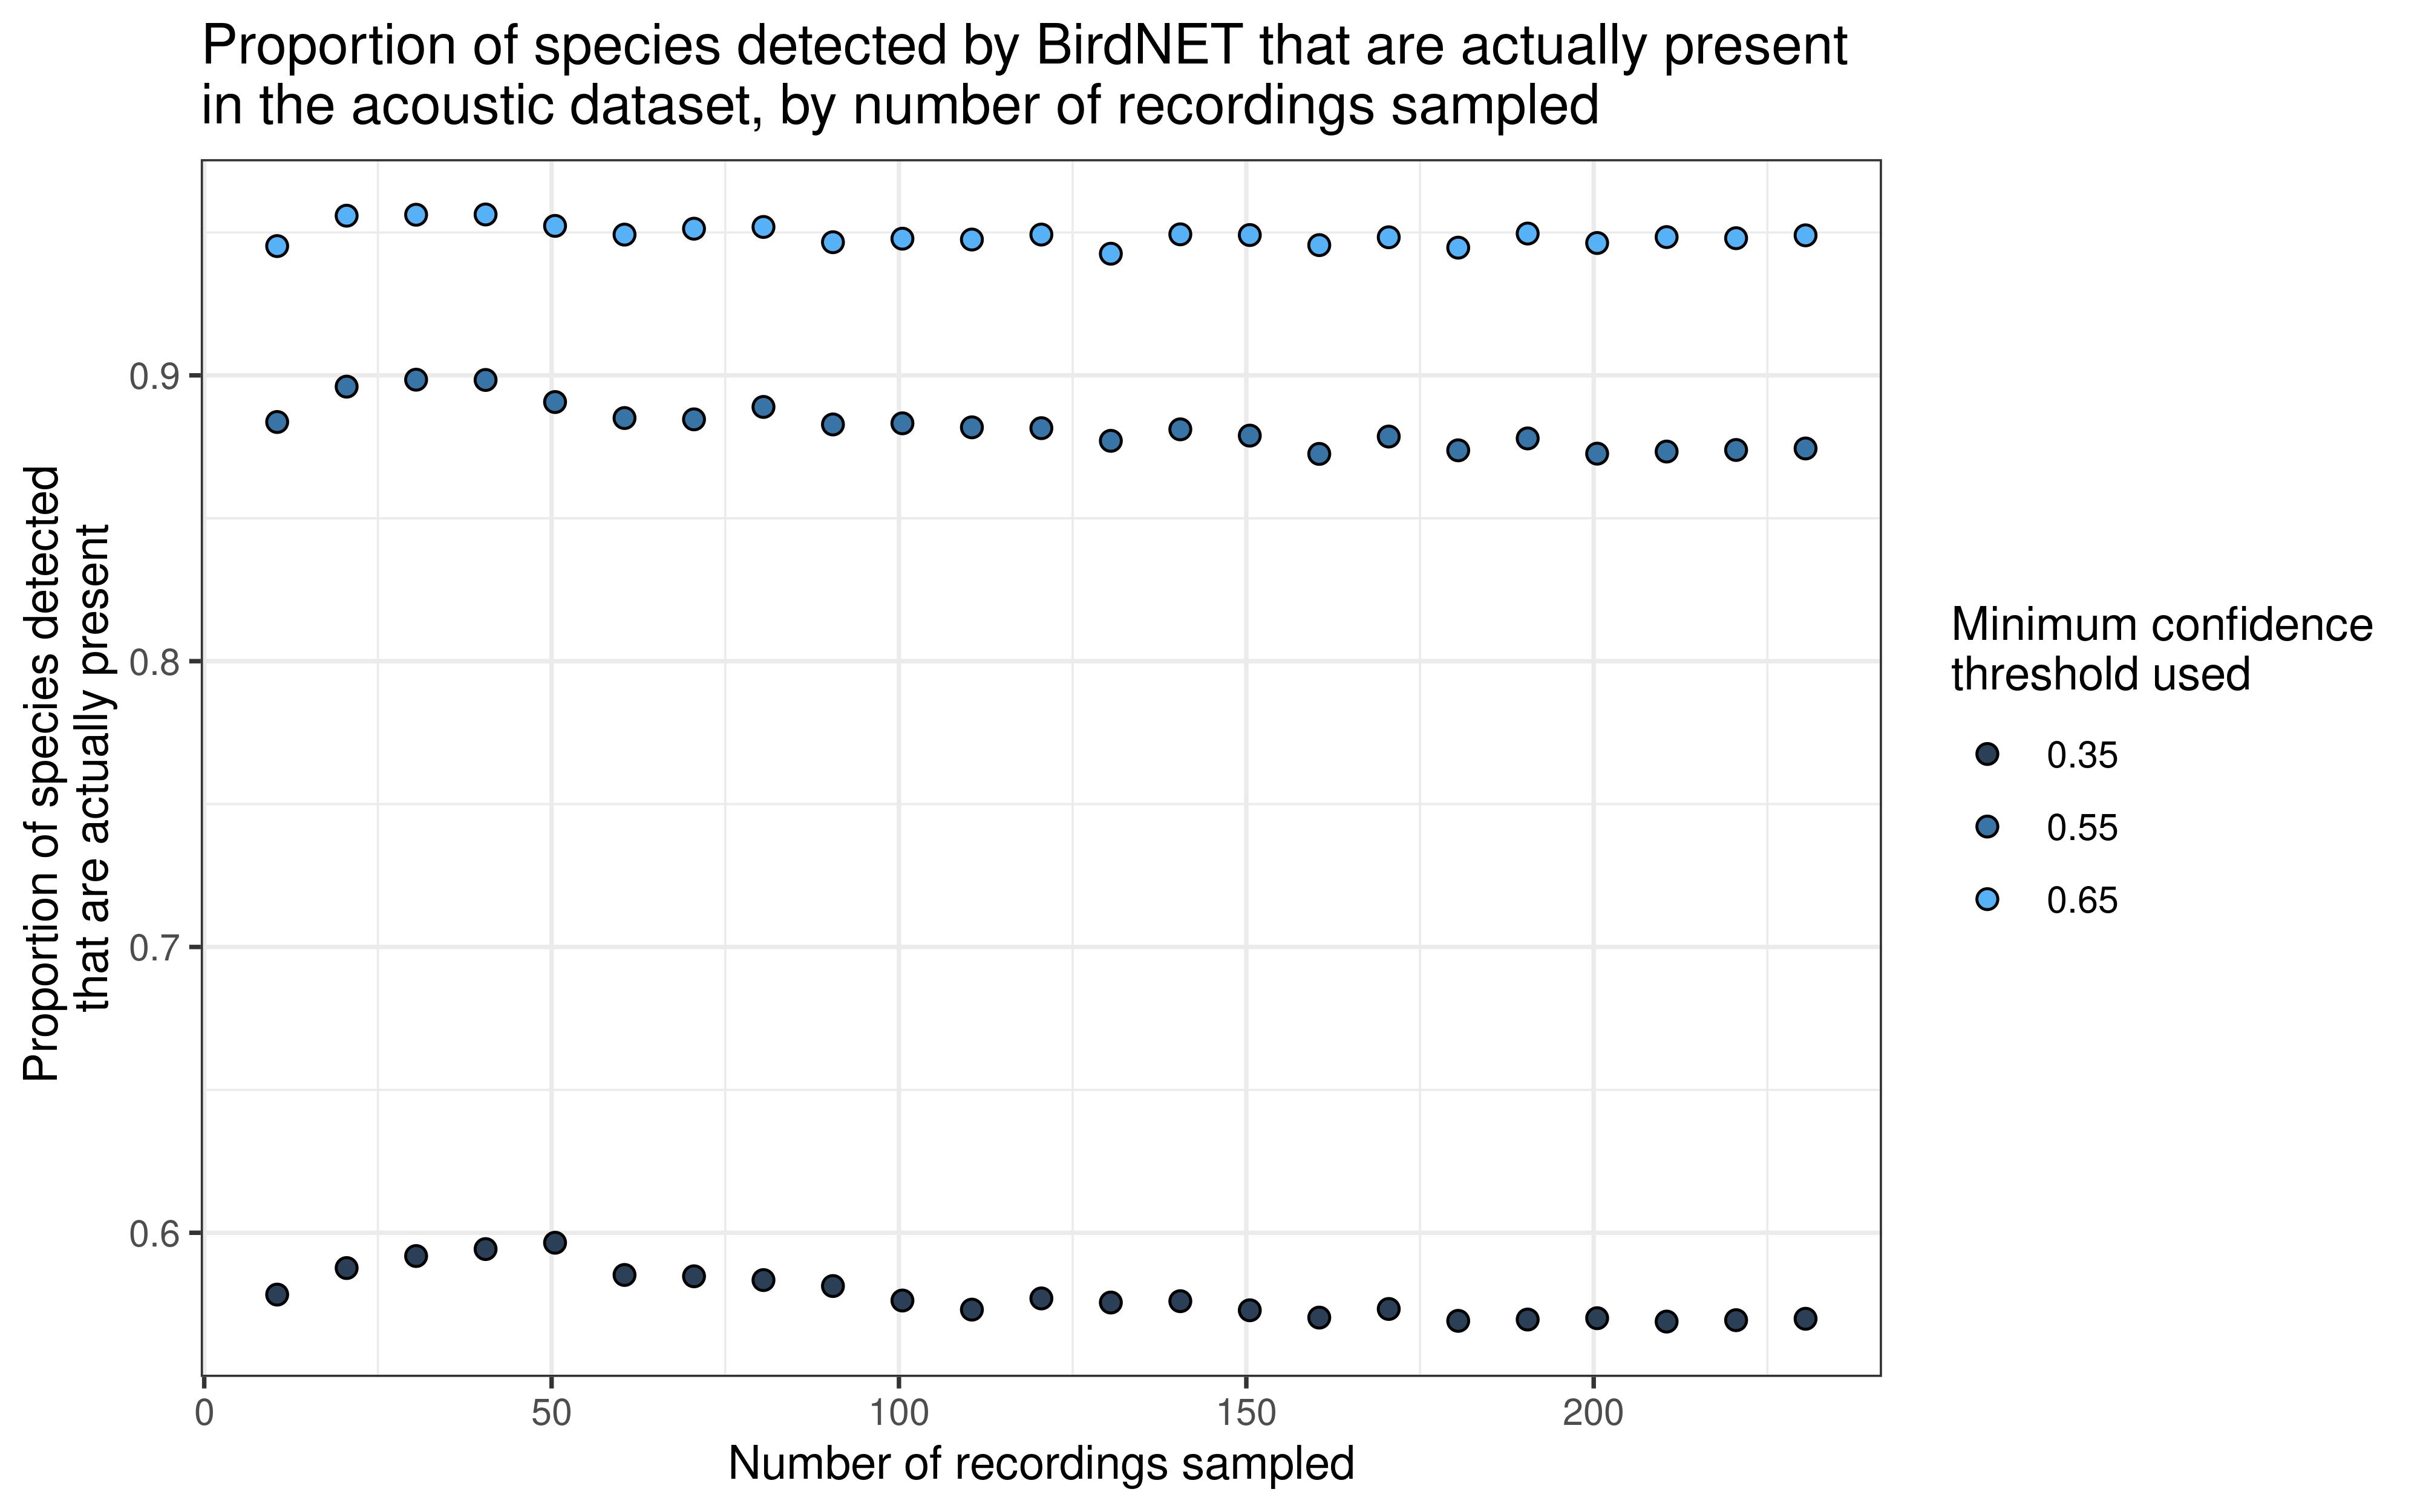 Proportion of species detected by BirdNET that are actually present
in the acoustic dataset, by number of recordings sampled
Proportion of species detected
that are actually present
0.9
0.8
0.7
0.6
0
50
100
150
200
Number of recordings sampled
Minimum confidence
threshold used
0.35
0.55
0.65